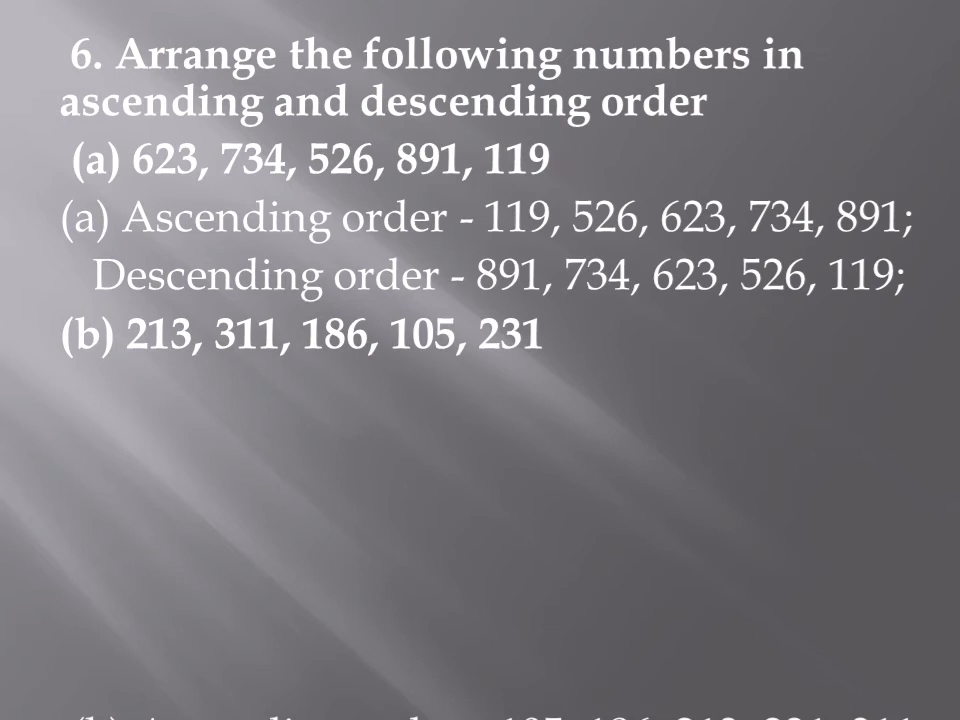 6. Arrange the following numbers in
ascending and descending order
(a) 623, 734, 526, 891, 119
(a) Ascending order - 119, 526, 623, 734, 891;
Descending order - 891, 734, 623, 526, 119;
(b) 213, 311, 186, 105, 231